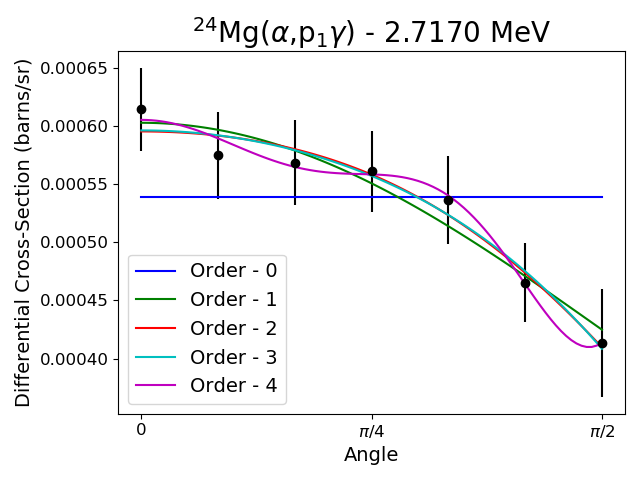 ²⁴Mg(α,p₁γ) - 2.7170 MeV
Differential Cross-Section (barns/sr)
0.00065
0.00060
0.00055
0.00050
0.00045
0.00040
Order - 0
Order - 1
Order - 2
Order - 3
Order - 4
0
π/4
π/2
Angle